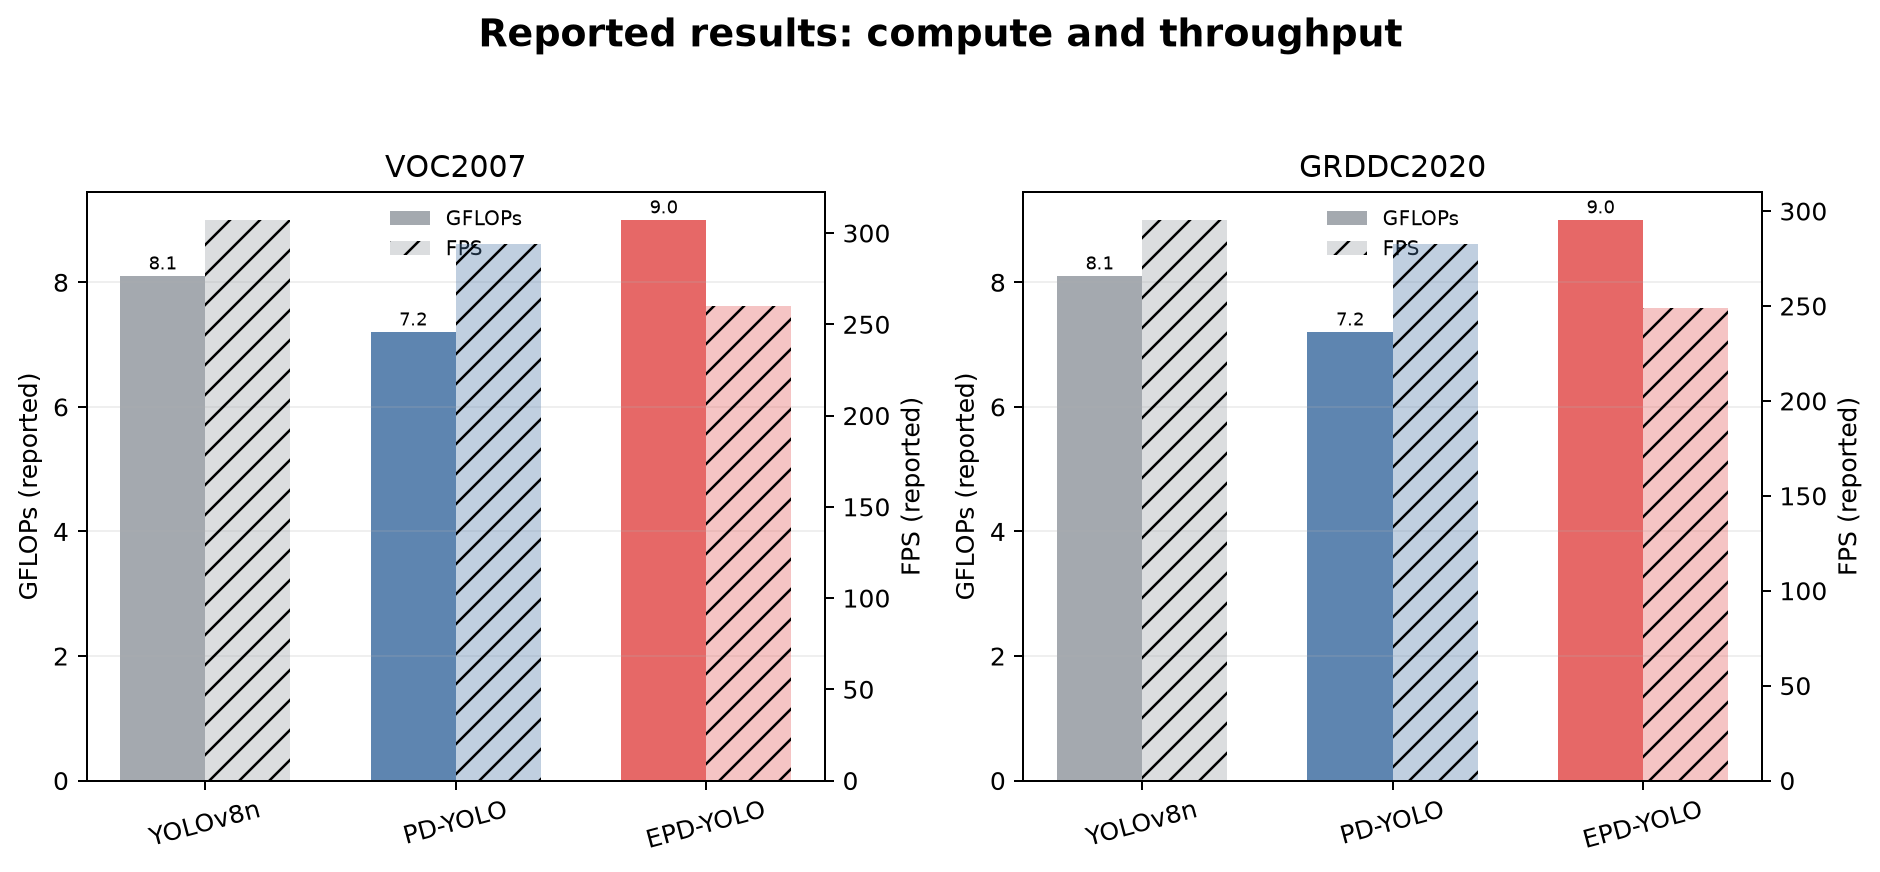 Reported results: compute and throughput
VOC2007
GFLOPs
FPS
8.1
7.2
9.0
GFLOPs (reported)
8
6
4
2
0
FPS (reported)
300
250
200
150
100
50
0
YOLOv8n
PD-YOLO
EPD-YOLO
GRDDC2020
GFLOPs
FPS
8.1
7.2
9.0
GFLOPs (reported)
8
6
4
2
0
FPS (reported)
300
250
200
150
100
50
0
YOLOv8n
PD-YOLO
EPD-YOLO